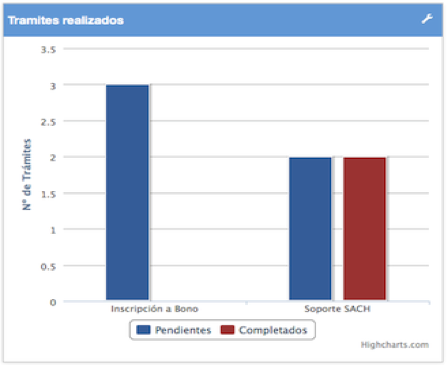 Tramites realizados
3.5
3
2.5
2
1.5
1
0.5
0
N° de Trámites
Inscripción a Bono
Soporte SACH
Pendientes
Completados
Highcharts.com